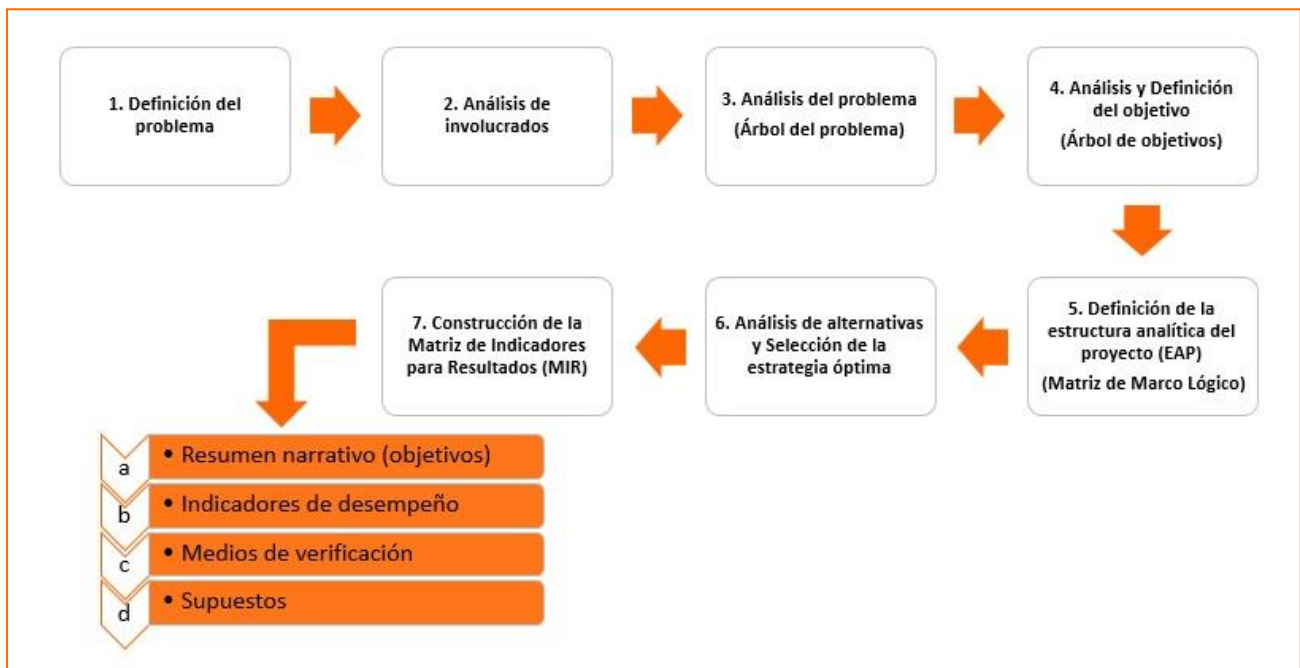 1. Definición del
problema
2. Análisis de
involucrados
3. Análisis del problema
(Árbol del problema)
4. Análisis y Definición
del objetivo
(Árbol de objetivos)
5. Definición de la
estructura analítica del
proyecto (EAP)
(Matriz de Marco Lógico)
6. Análisis de alternativas
y Selección de la
estrategia óptima
7. Construcción de la
Matriz de Indicadores
para Resultados (MIR)
a • Resumen narrativo (objetivos)
b • Indicadores de desempeño
c • Medios de verificación
d • Supuestos